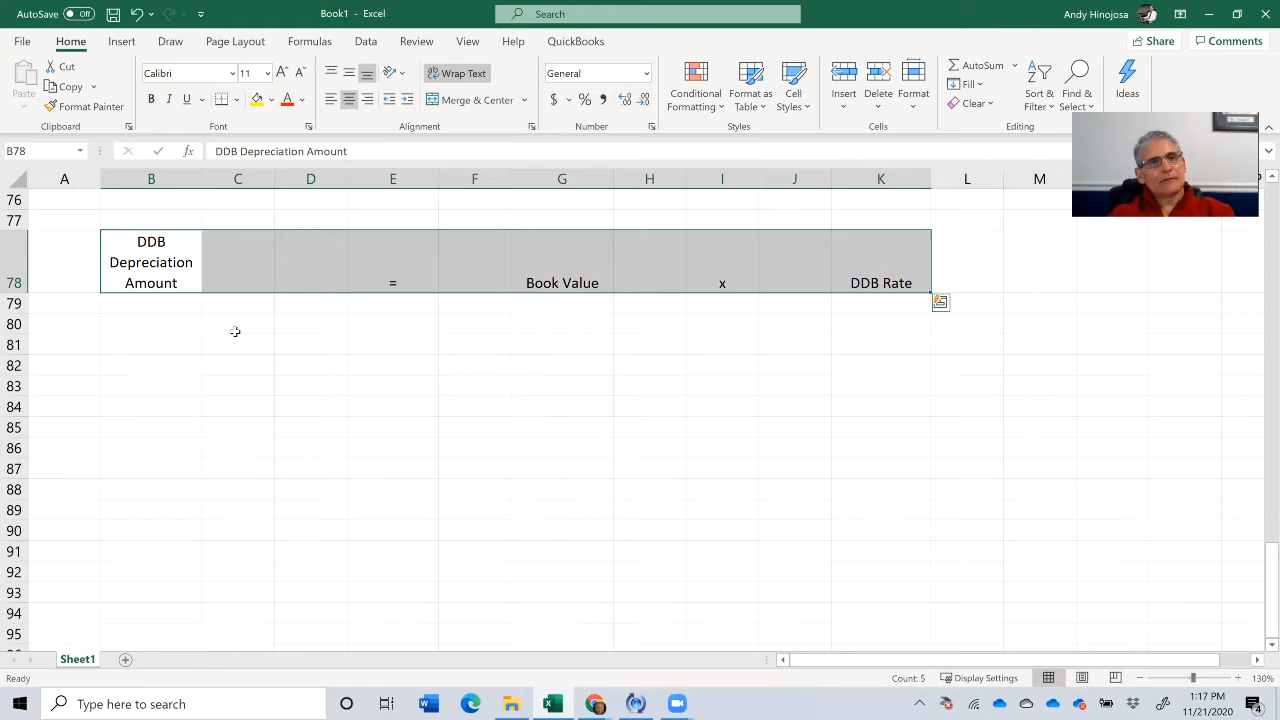 AutoSave Off
Book1 - Excel
Search
Andy Hinojosa
File Home Insert Draw Page Layout Formulas Data Review View Help QuickBooks
Share Comments
Paste
Cut
Copy
Format Painter
Clipboard
Calibri 11
B I U
A
Font
Wrap Text
Merge & Center
Alignment
General
$ % 9
Number
Conditional Formatting
Format as Table
Cell Styles
Styles
Insert Delete Format
Cells
AutoSum
Fill
Clear
Sort & Filter
Find & Select
Editing
Ideas
B78
fx DDB Depreciation Amount
A B C D E F G H I J K L M
76
77
DDB
Depreciation
78 Amount = Book Value x DDB Rate
79
80
81
82
83
84
85
86
87
88
89
90
91
92
93
94
95
Sheet1
Ready
Count: 5
Display Settings
130%
Type here to search
1:17 PM
11/21/2020
4